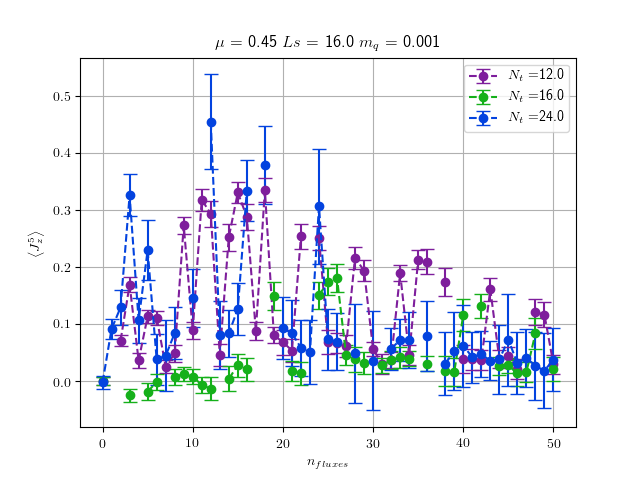 μ = 0.45 Ls = 16.0 m_q = 0.001
N_t =12.0
N_t =16.0
N_t =24.0
0.5
0.4
0.3
0.2
0.1
0.0
⟨J_z^5⟩
0 10 20 30 40 50
n_fluxes